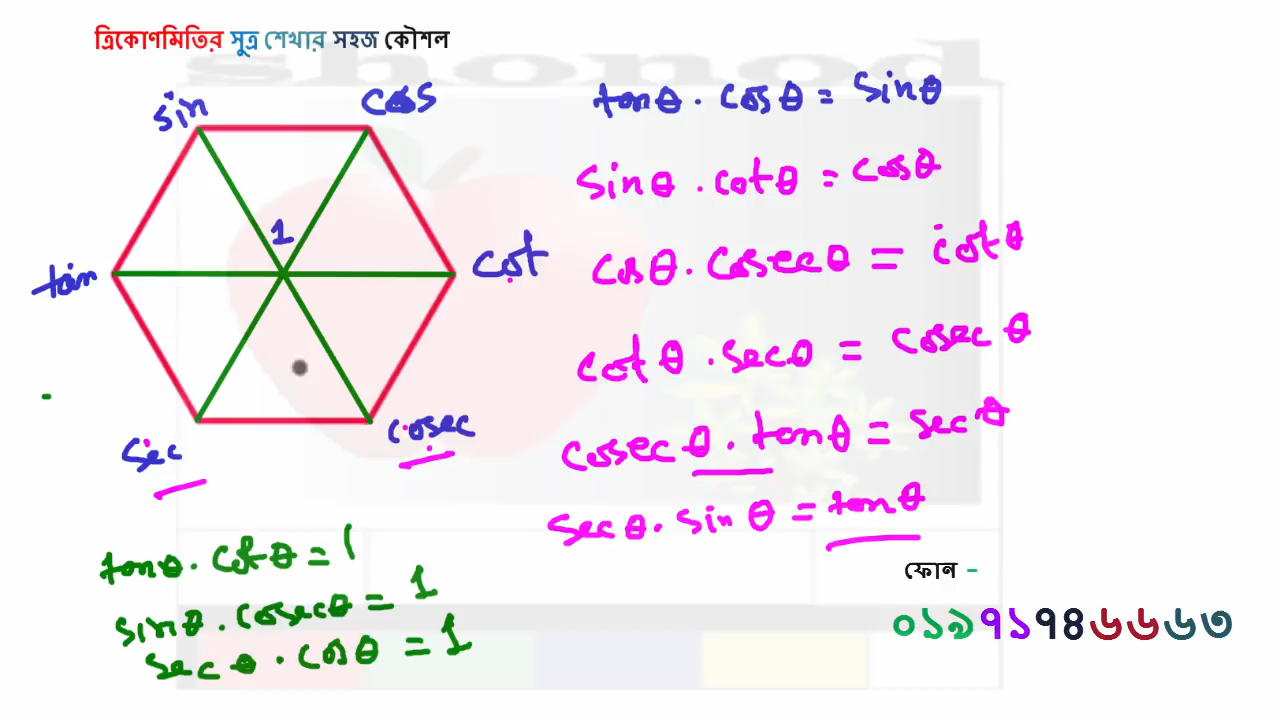 ত্রিকোণমিতির সুত্র শেখার সহজ কৌশল
shonod
sin
cos
1
tan
cot
sec
cosec
tanθ · cosθ = sinθ
sinθ · cotθ = cosθ
cosθ · cosecθ = cotθ
cotθ · secθ = cosecθ
cosecθ · tanθ = secθ
secθ · sinθ = tanθ
tanθ · cotθ = 1
sinθ · cosecθ = 1
secθ · cosθ = 1
ফোন -
০১৯৭১৭৪৬৬৬৩